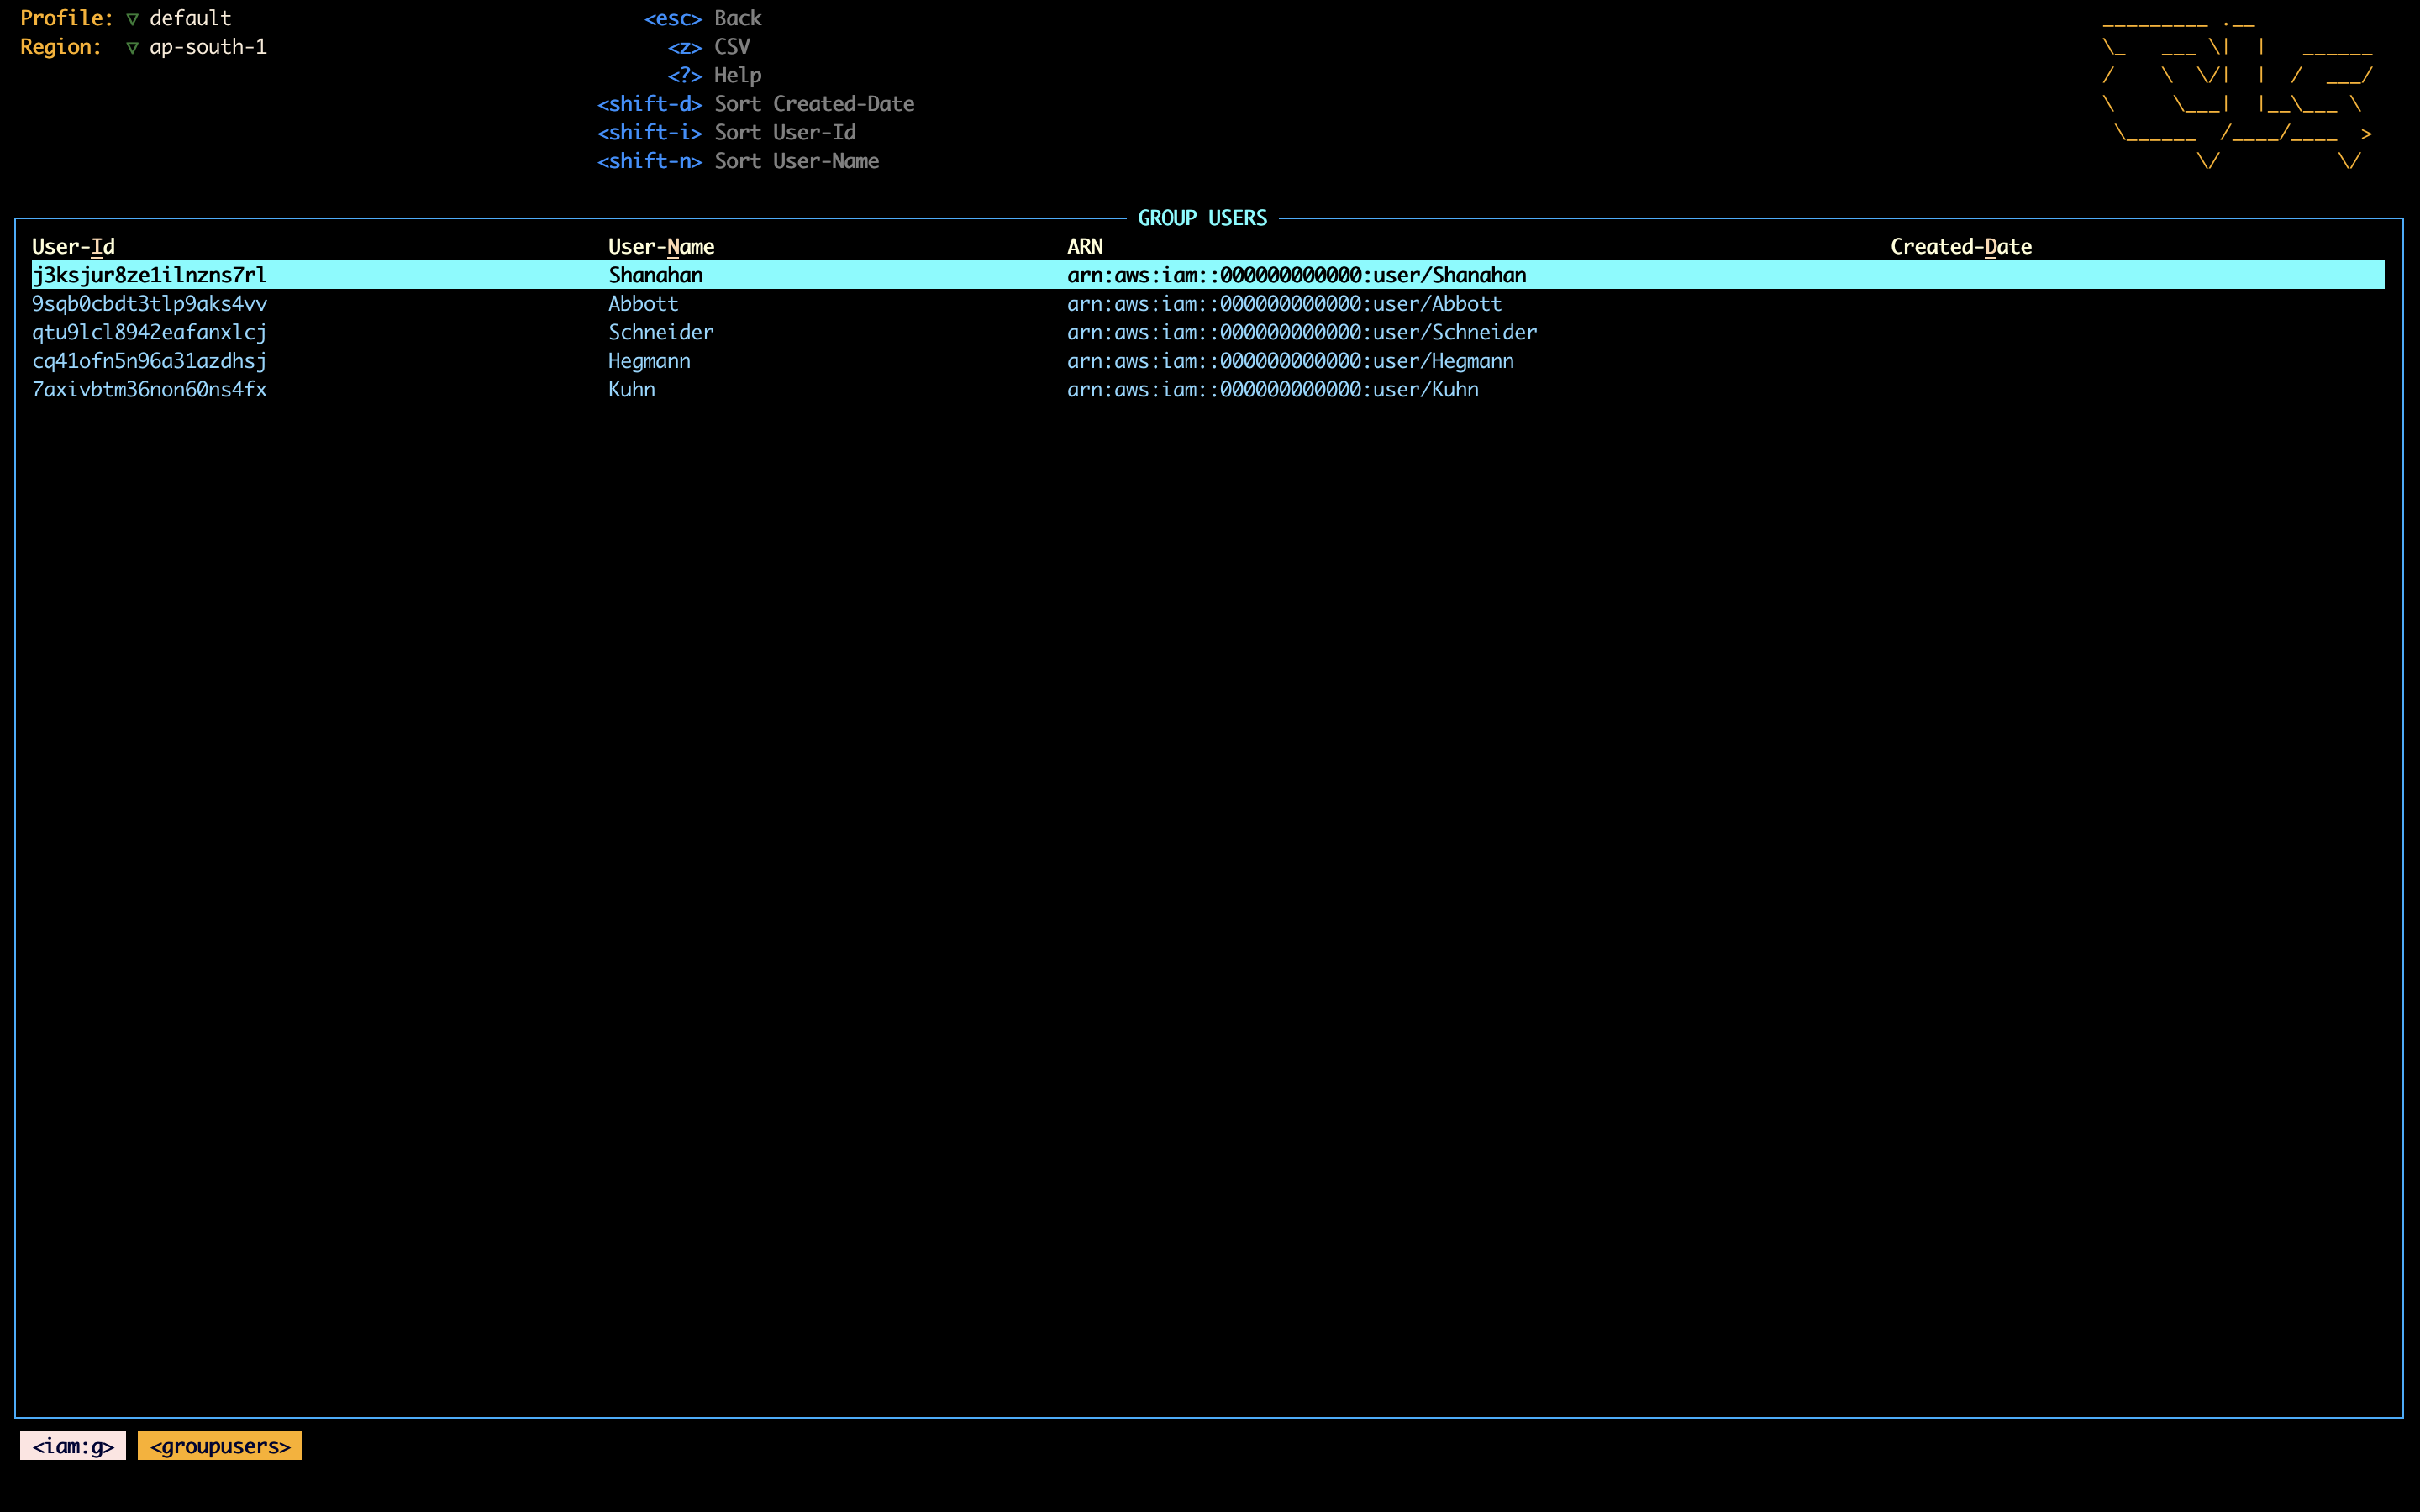 Profile: ▽ default
Region: ▽ ap-south-1
<esc> Back
<z> CSV
<?> Help
<shift-d> Sort Created-Date
<shift-i> Sort User-Id
<shift-n> Sort User-Name
GROUP USERS
User-Id User-Name ARN Created-Date
j3ksjur8ze1ilnzns7rl Shanahan arn:aws:iam::000000000000:user/Shanahan
9sqb0cbdt3tlp9aks4vv Abbott arn:aws:iam::000000000000:user/Abbott
qtu9lcl8942eafanxlcj Schneider arn:aws:iam::000000000000:user/Schneider
cq41ofn5n96a31azdhsj Hegmann arn:aws:iam::000000000000:user/Hegmann
7axivbtm36non60ns4fx Kuhn arn:aws:iam::000000000000:user/Kuhn
<iam:g> <groupusers>